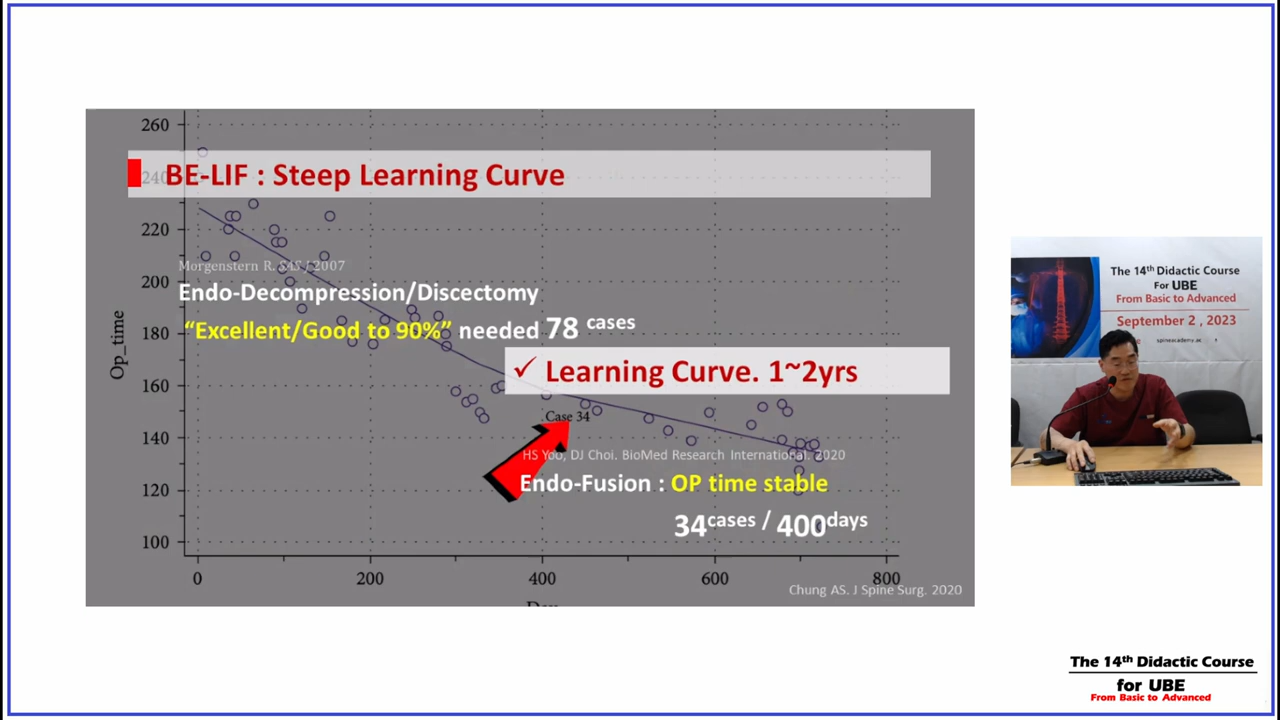 260
240
220
200
180
160
140
120
100
Op_time
0
200
400
600
800
BE-LIF : Steep Learning Curve
Morgenstern R. SAS J 2007
Endo-Decompression/Discectomy
“Excellent/Good to 90%” needed 78 cases
✓ Learning Curve. 1~2yrs
Case 34
HS Yoo, DJ Choi. BioMed Research International. 2020
Endo-Fusion : OP time stable
34cases / 400days
Chung AS. J Spine Surg. 2020
The 14th Didactic Course
For UBE
From Basic to Advanced
September 2 , 2023
The 14th Didactic Course
for UBE
From Basic to Advanced